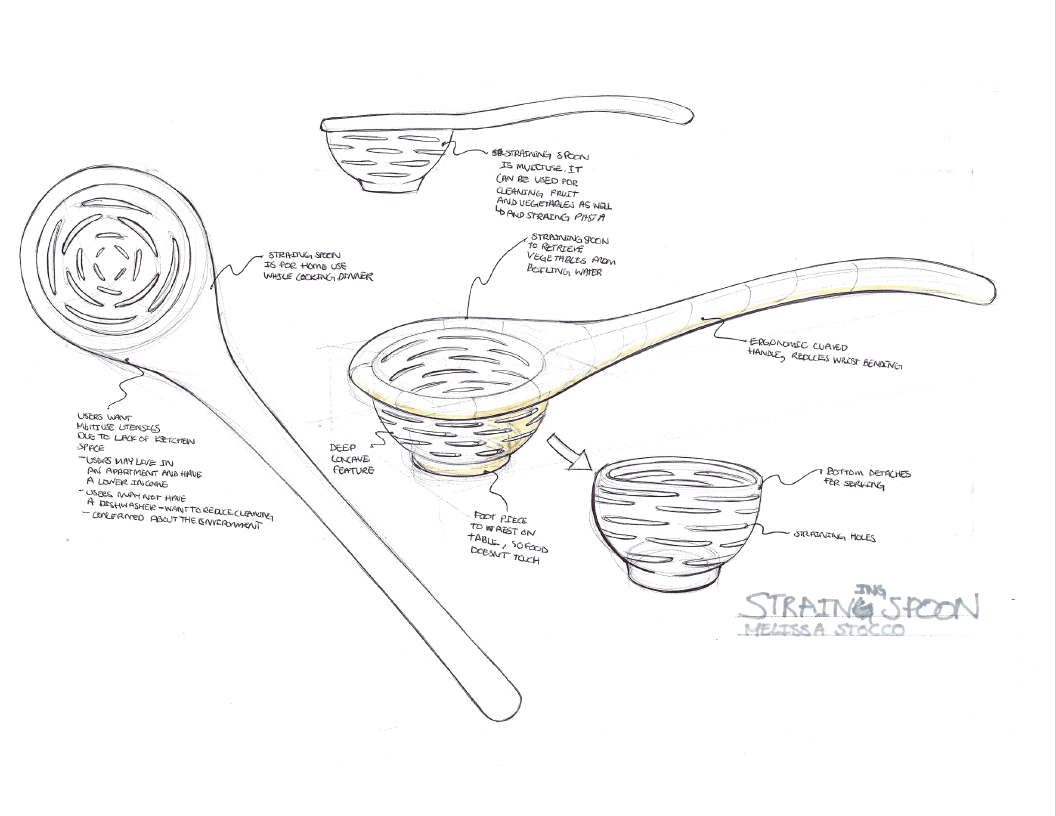 STRAINING SPOON
IS MULTIUSE. IT
CAN BE USED FOR
CLEANING FRUIT
AND VEGETABLES AS WELL
AND STRAING PASTA
STRAINING SPOON
TO RETRIEVE
VEGETABLES FROM
BOILING WATER
STRAINING SPOON
IS FOR HOME USE
WHILE COOKING DINNER
ERGONOMIC CURVED
HANDLE, REDUCES WRIST BENDING
USERS WANT
MULTIUSE UTENSILS
DUE TO LACK OF KITCHEN
SPACE
- USERS MAY LIVE IN
AN APARTMENT AND HAVE
A LOWER INCOME
- USERS MAY NOT HAVE
A DISHWASHER - WANT TO REDUCE CLEANING
- CONCERNED ABOUT THE ENVIRONMENT
DEEP
CONCAVE
FEATURE
FOOT PIECE
TO REST ON
TABLE, SO FOOD
DOESNT TOUCH
BOTTOM DETACHES
FOR SERVING
STRAINING HOLES
STRAINING SPOON
MELISSA STOCCO